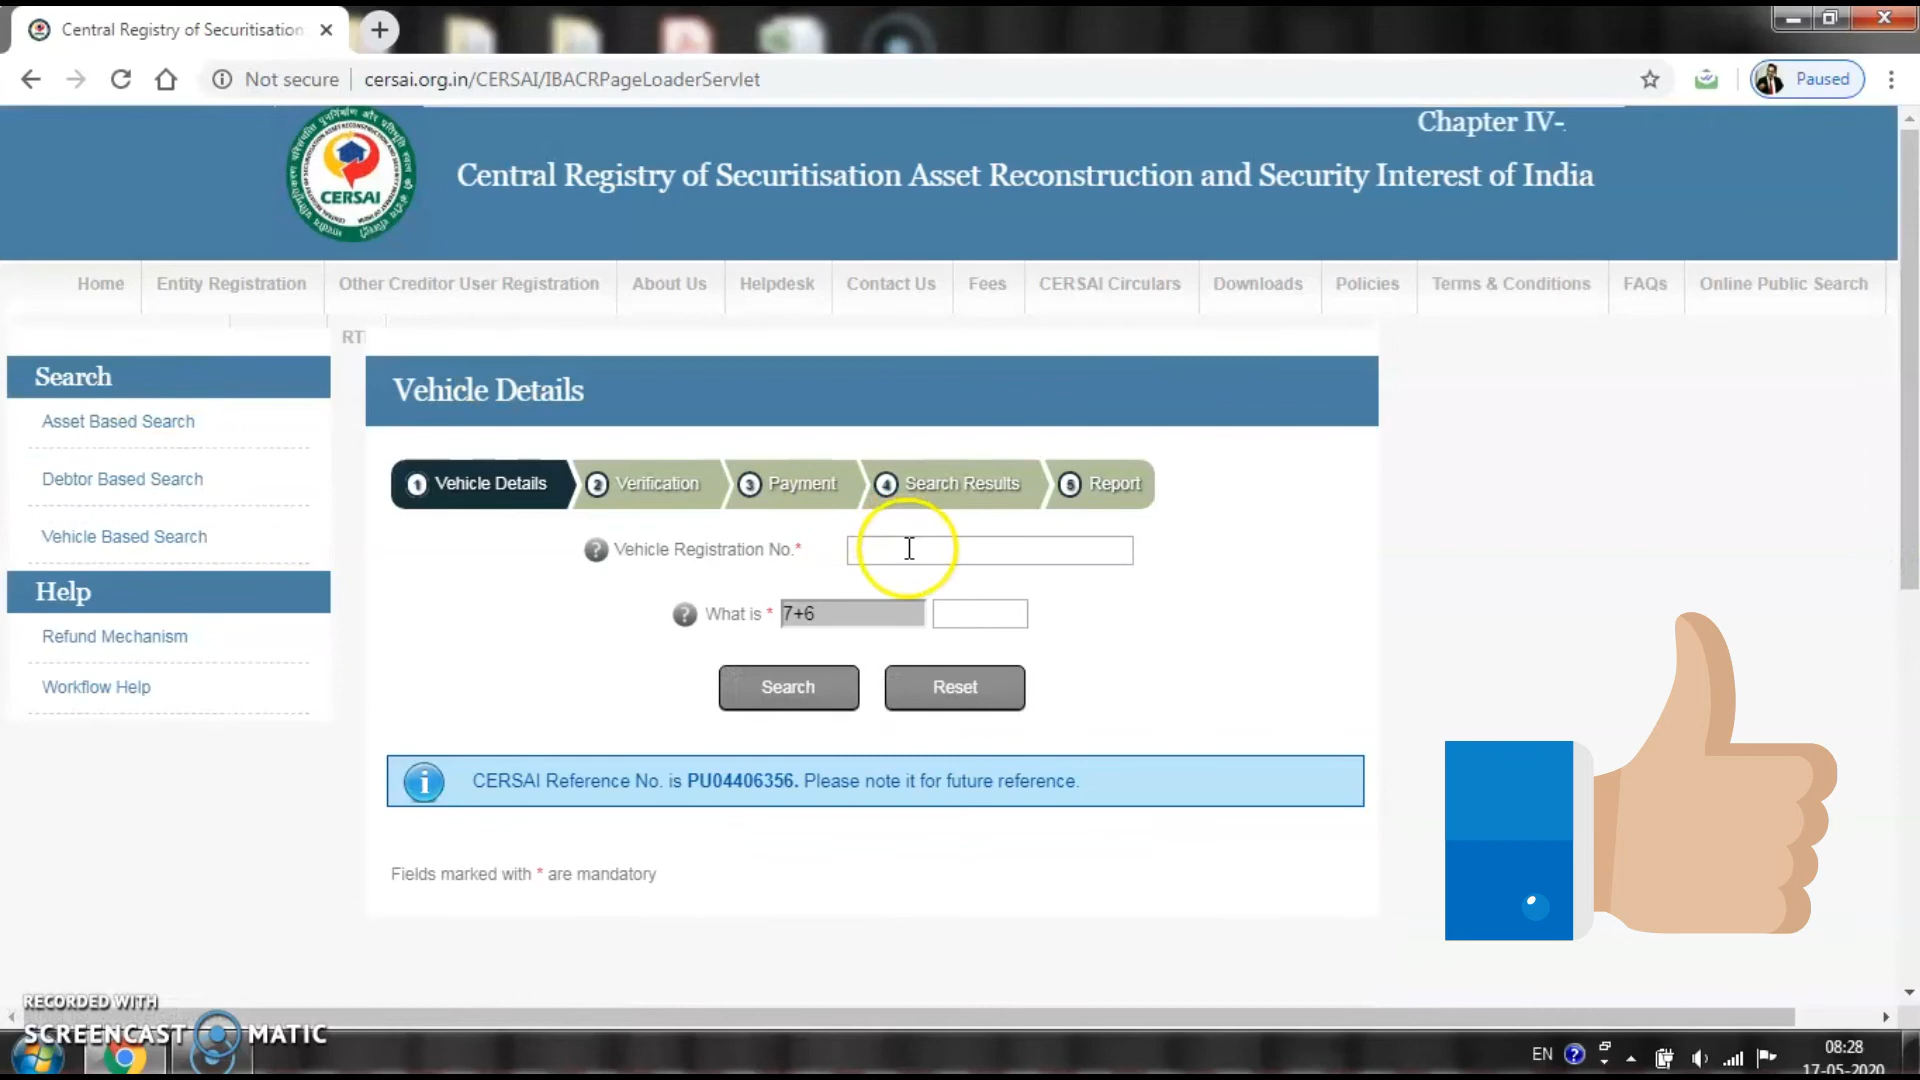 Central Registry of Securitisation
Not secure
cersai.org.in/CERSAI/IBACRPageLoaderServlet
Paused
Chapter IV-
CERSAI
Central Registry of Securitisation Asset Reconstruction and Security Interest of India
Home
Entity Registration
Other Creditor User Registration
About Us
Helpdesk
Contact Us
Fees
CERSAI Circulars
Downloads
Policies
Terms & Conditions
FAQs
Online Public Search
RTI
Search
Asset Based Search
Debtor Based Search
Vehicle Based Search
Help
Refund Mechanism
Workflow Help
Vehicle Details
1 Vehicle Details
2 Verification
3 Payment
4 Search Results
5 Report
? Vehicle Registration No.*
? What is * 7+6
Search
Reset
i CERSAI Reference No. is PU04406356. Please note it for future reference.
Fields marked with * are mandatory
RECORDED WITH
SCREENCAST MATIC
EN
?
08:28
17-05-2020